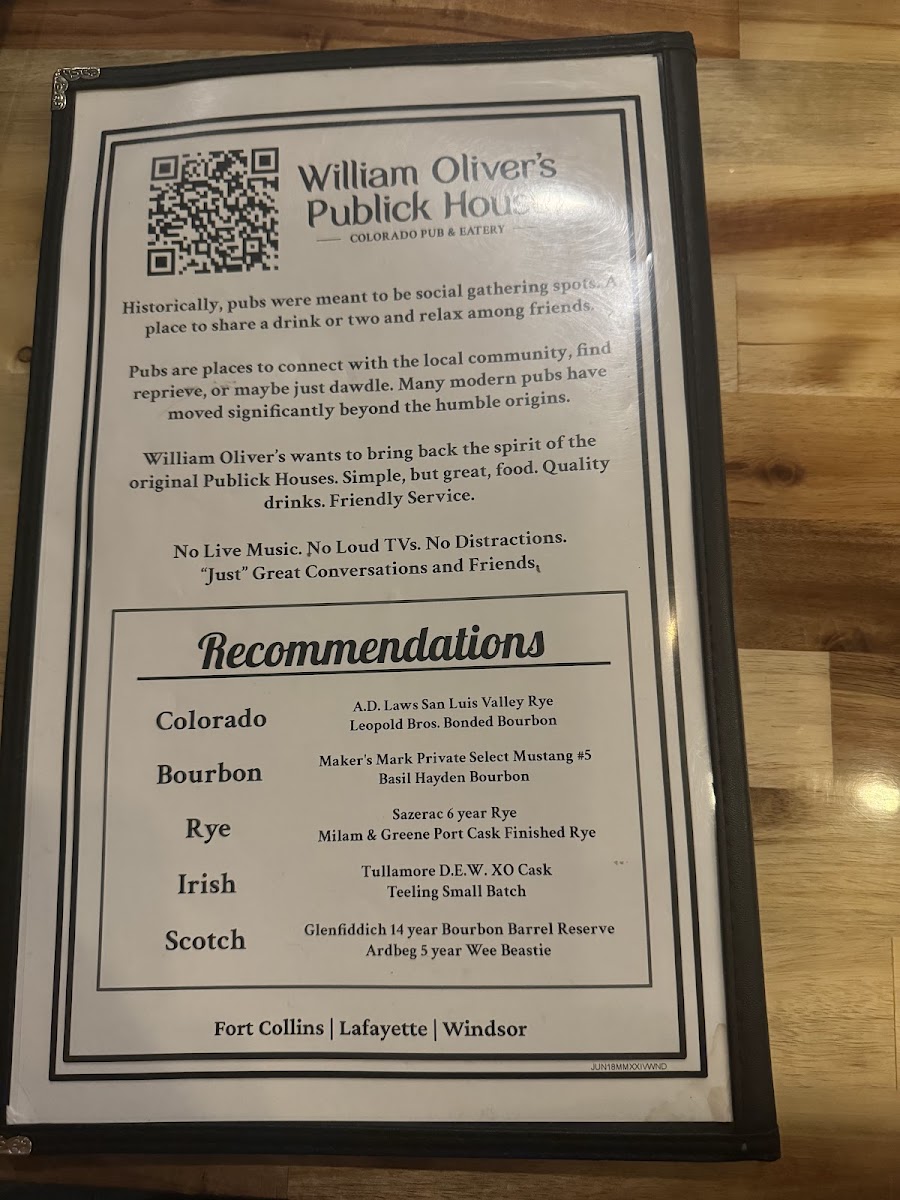 William Oliver's
Publick House
COLORADO PUB & EATERY
Historically, pubs were meant to be social gathering spots. A
place to share a drink or two and relax among friends.
Pubs are places to connect with the local community, find
reprieve, or maybe just dawdle. Many modern pubs have
moved significantly beyond the humble origins.
William Oliver's wants to bring back the spirit of the
original Publick Houses. Simple, but great, food. Quality
drinks. Friendly Service.
No Live Music. No Loud TVs. No Distractions.
“Just” Great Conversations and Friends.
Recommendations
Colorado
A.D. Laws San Luis Valley Rye
Leopold Bros. Bonded Bourbon
Bourbon
Maker's Mark Private Select Mustang #5
Basil Hayden Bourbon
Rye
Sazerac 6 year Rye
Milam & Greene Port Cask Finished Rye
Irish
Tullamore D.E.W. XO Cask
Teeling Small Batch
Scotch
Glenfiddich 14 year Bourbon Barrel Reserve
Ardbeg 5 year Wee Beastie
Fort Collins | Lafayette | Windsor
JUN18MMXXIVWND